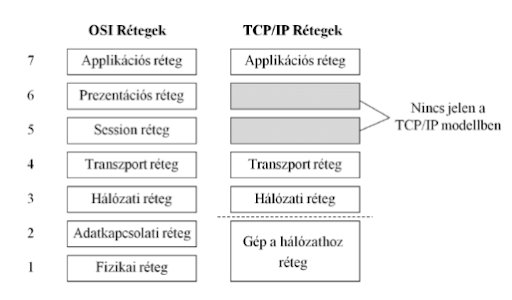 OSI Rétegek TCP/IP Rétegek
7 Applikációs réteg Applikációs réteg
6 Prezentációs réteg
Nincs jelen a
TCP/IP modellben
5 Session réteg
4 Transzport réteg Transzport réteg
3 Hálózati réteg Hálózati réteg
2 Adatkapcsolati réteg
Gép a hálózathoz
réteg
1 Fizikai réteg